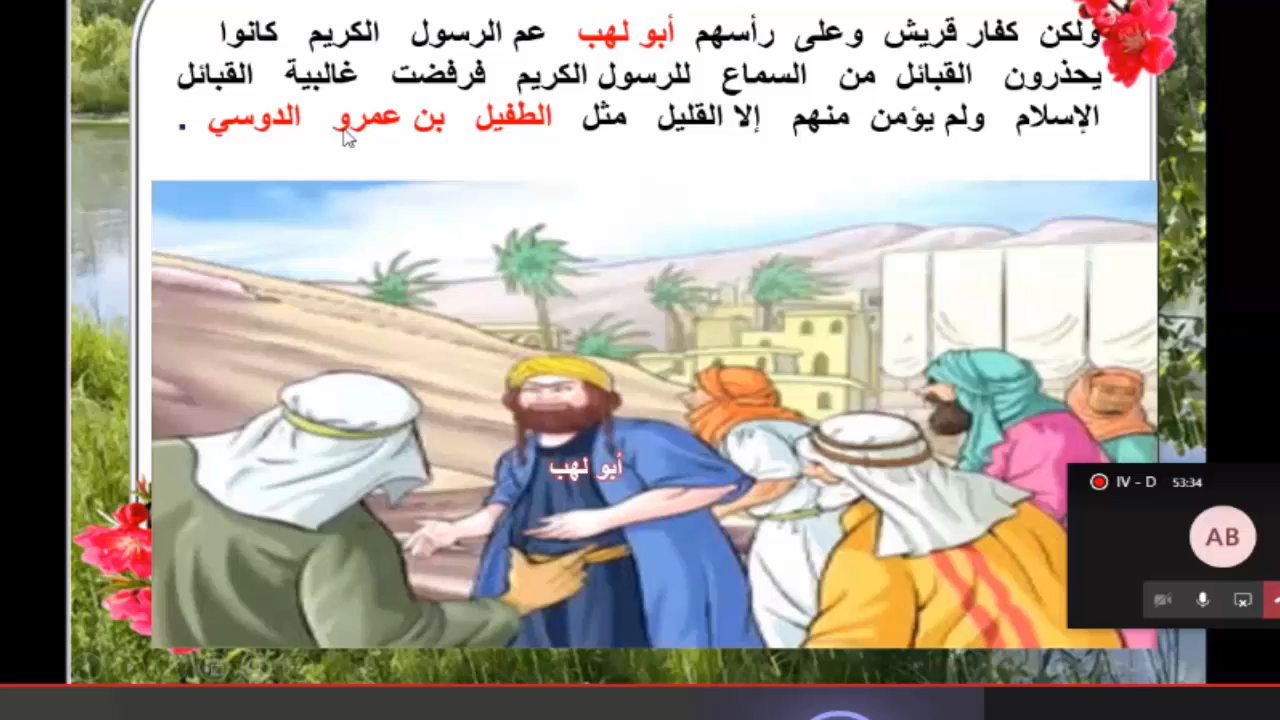 ولكن كفار قريش وعلى رأسهم أبو لهب عم الرسول الكريم كانوا
يحذرون القبائل من السماع للرسول الكريم فرفضت غالبية القبائل
الإسلام ولم يؤمن منهم إلا القليل مثل الطفيل بن عمرو الدوسي .
أبو لهب
IV - D 53:34
AB